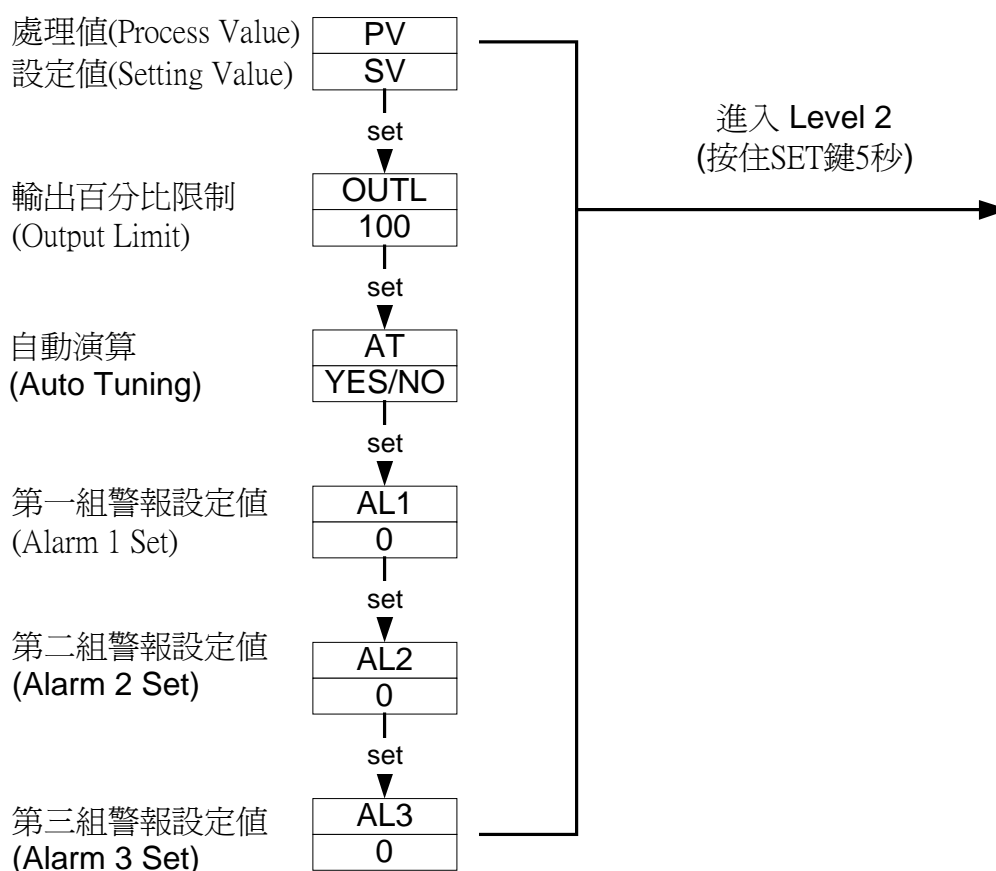 處理值(Process Value)
PV
設定值(Setting Value)
SV
set
輸出百分比限制
(Output Limit)
OUTL
100
set
自動演算
(Auto Tuning)
AT
YES/NO
set
第一組警報設定值
(Alarm 1 Set)
AL1
0
set
第二組警報設定值
(Alarm 2 Set)
AL2
0
set
第三組警報設定值
(Alarm 3 Set)
AL3
0
進入 Level 2
(按住SET鍵5秒)